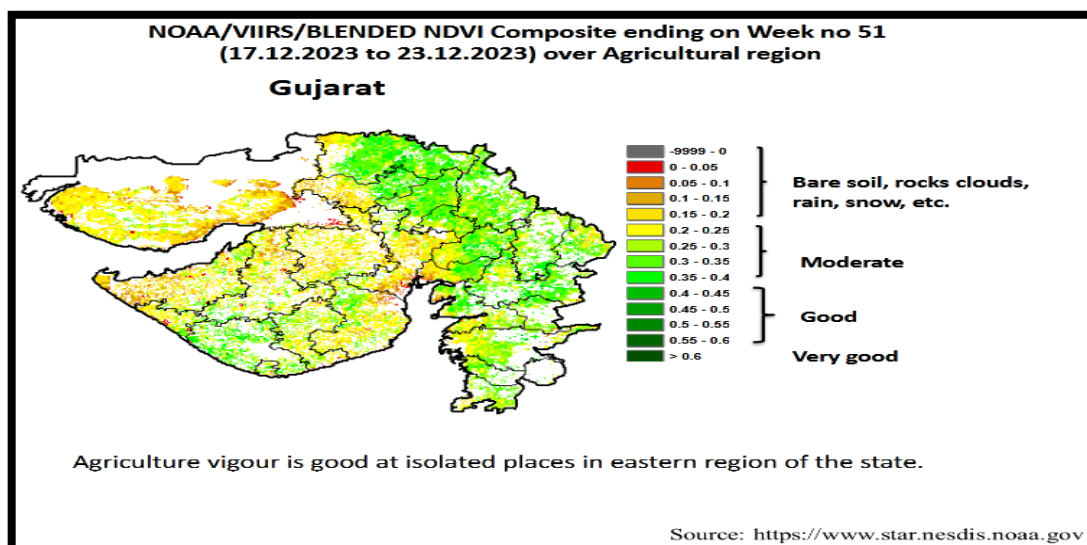 NOAA/VIIRS/BLENDED NDVI Composite ending on Week no 51
(17.12.2023 to 23.12.2023) over Agricultural region
Gujarat
-9999 - 0
0 - 0.05
0.05 - 0.1
0.1 - 0.15
0.15 - 0.2
0.2 - 0.25
0.25 - 0.3
0.3 - 0.35
0.35 - 0.4
0.4 - 0.45
0.45 - 0.5
0.5 - 0.55
0.55 - 0.6
> 0.6
Bare soil, rocks clouds,
rain, snow, etc.
Moderate
Good
Very good
Agriculture vigour is good at isolated places in eastern region of the state.
Source: https://www.star.nesdis.noaa.gov